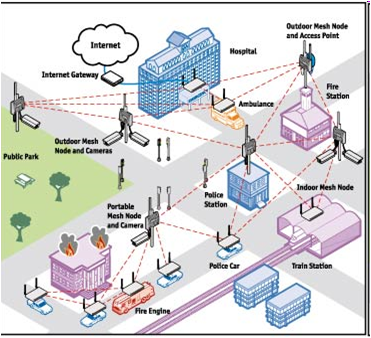 Outdoor Mesh Node
and Access Point
Internet
Hospital
Internet Gateway
Fire
Station
Ambulance
Outdoor Mesh
Node and Cameras
Public Park
Indoor Mesh Node
Police
Station
Portable
Mesh Node
and Camera
Police Car
Train Station
Fire Engine